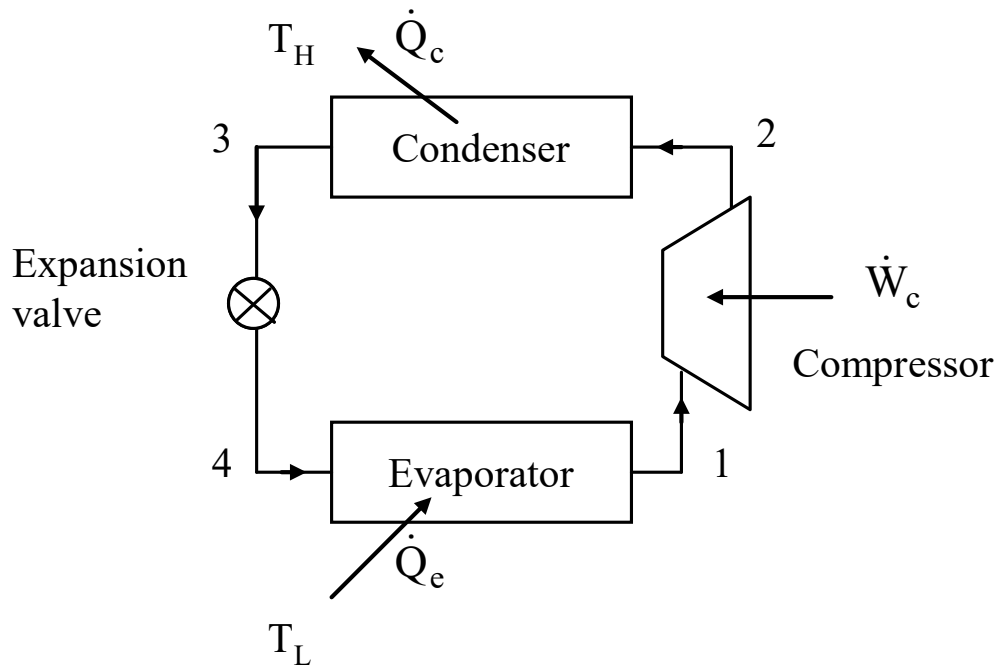 T_H
Q̇_c
3
Condenser
2
Expansion
valve
Ẇ_c
Compressor
4
Evaporator
1
Q̇_e
T_L